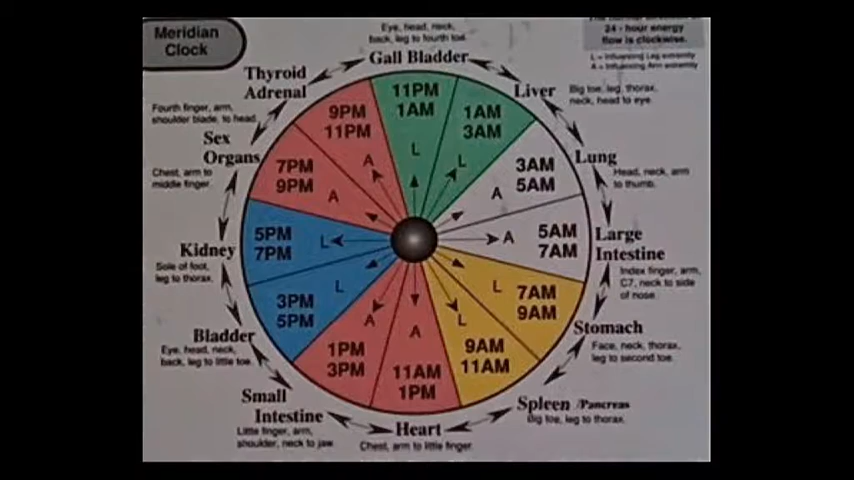 Meridian
Clock
24 - hour energy
flow is clockwise.
L = Influencing Leg extremity
A = Influencing Arm extremity
Eye, head, neck,
back, leg to fourth toe.
Gall Bladder
Thyroid
Adrenal
Fourth finger, arm,
shoulder blade, to head.
Liver
Big toe, leg, thorax,
neck, head to eye.
Sex
Organs
Chest, arm to
middle finger.
Lung
Head, neck, arm
to thumb.
Kidney
Sole of foot,
leg to thorax.
Large
Intestine
Index finger, arm,
C7, neck to side
of nose.
Bladder
Eye, head, neck,
back, leg to little toe.
Stomach
Face, neck, thorax,
leg to second toe.
Small
Intestine
Little finger, arm,
shoulder, neck to jaw.
Spleen /Pancreas
Big toe, leg to thorax.
Heart
Chest, arm to little finger.
11PM
1AM
L
1AM
3AM
L
3AM
5AM
A
5AM
7AM
A
7AM
9AM
L
9AM
11AM
L
11AM
1PM
A
1PM
3PM
A
3PM
5PM
L
5PM
7PM
L
7PM
9PM
A
9PM
11PM
A